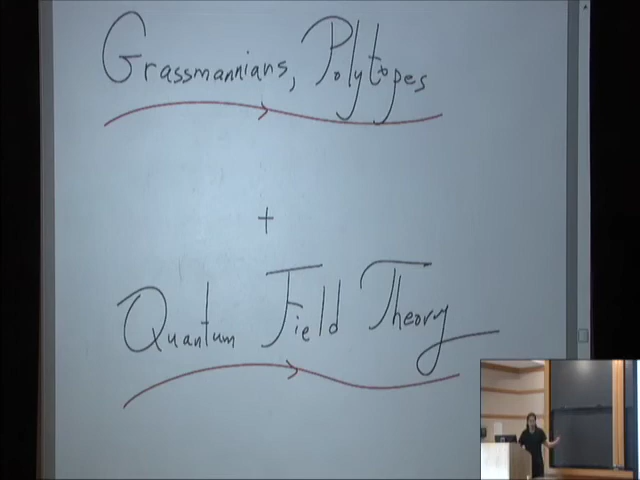 Grassmannians, Polytopes
+
Quantum Field Theory